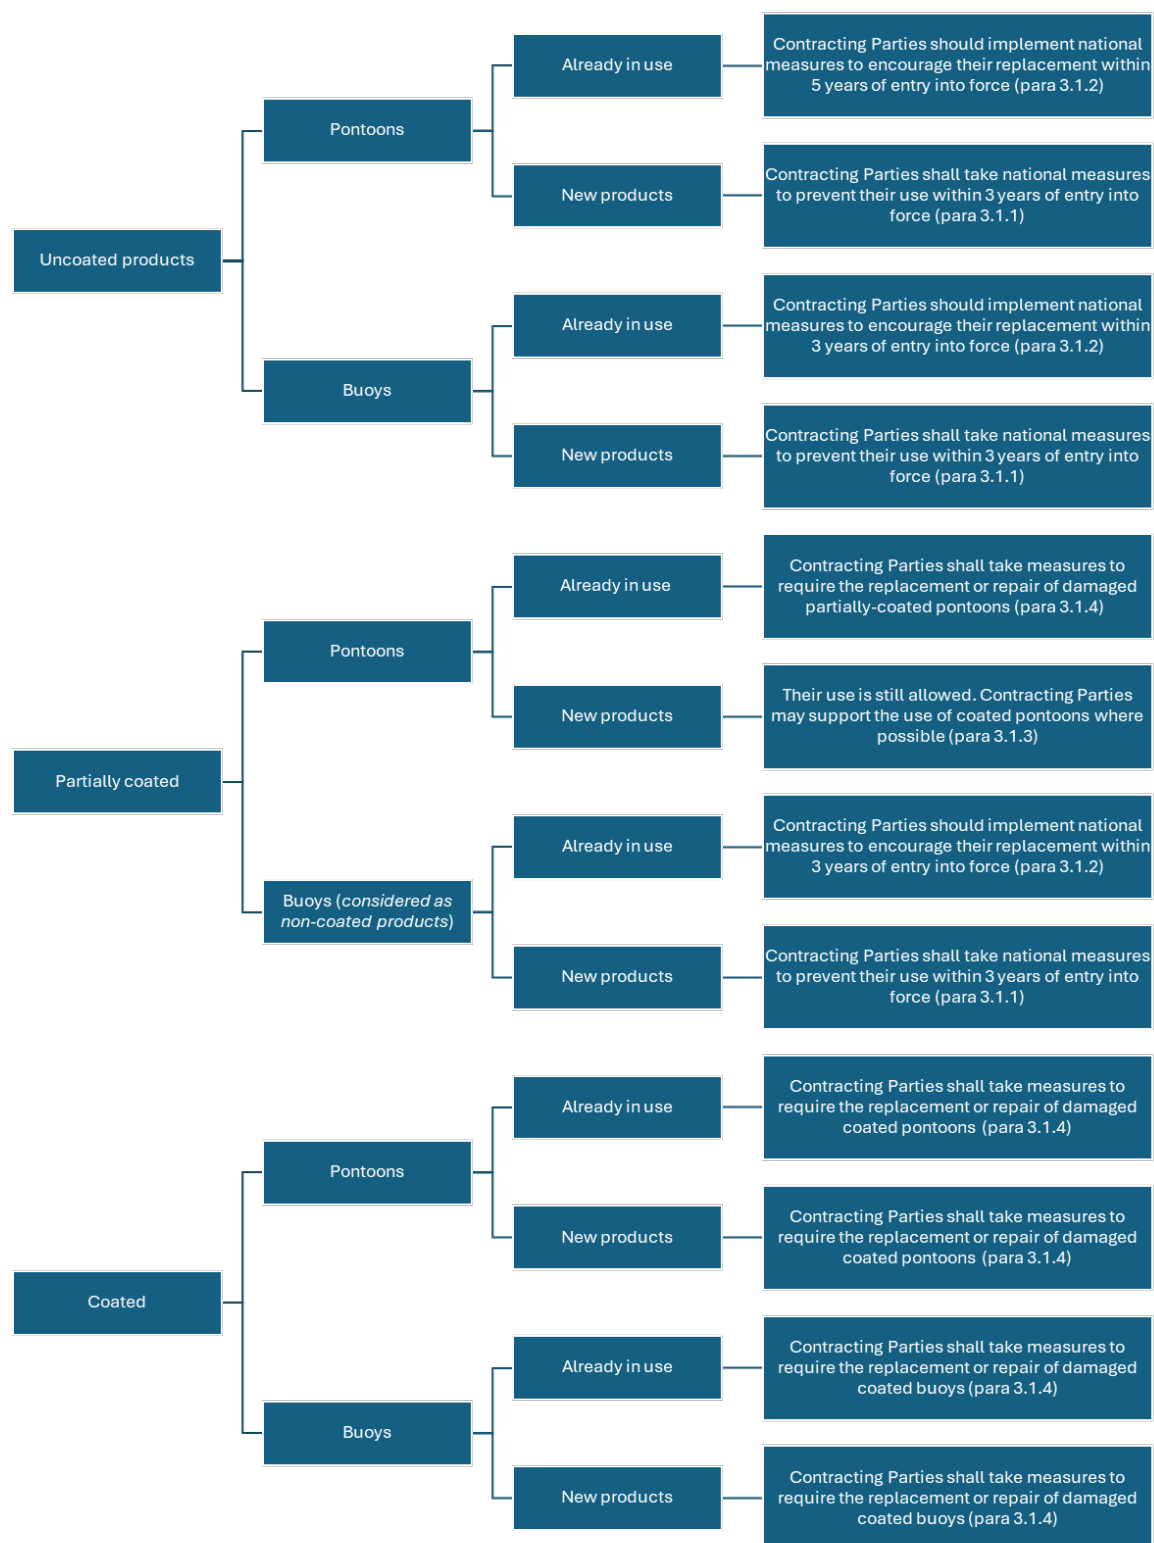 Uncoated products
Pontoons
Already in use
Contracting Parties should implement national
measures to encourage their replacement within
5 years of entry into force (para 3.1.2)
New products
Contracting Parties shall take national measures
to prevent their use within 3 years of entry into
force (para 3.1.1)
Buoys
Already in use
Contracting Parties should implement national
measures to encourage their replacement within
3 years of entry into force (para 3.1.2)
New products
Contracting Parties shall take national measures
to prevent their use within 3 years of entry into
force (para 3.1.1)
Partially coated
Pontoons
Already in use
Contracting Parties shall take measures to
require the replacement or repair of damaged
partially-coated pontoons (para 3.1.4)
New products
Their use is still allowed. Contracting Parties
may support the use of coated pontoons where
possible (para 3.1.3)
Buoys (considered as
non-coated products)
Already in use
Contracting Parties should implement national
measures to encourage their replacement within
3 years of entry into force (para 3.1.2)
New products
Contracting Parties shall take national measures
to prevent their use within 3 years of entry into
force (para 3.1.1)
Coated
Pontoons
Already in use
Contracting Parties shall take measures to
require the replacement or repair of damaged
coated pontoons (para 3.1.4)
New products
Contracting Parties shall take measures to
require the replacement or repair of damaged
coated pontoons (para 3.1.4)
Buoys
Already in use
Contracting Parties shall take measures to
require the replacement or repair of damaged
coated buoys (para 3.1.4)
New products
Contracting Parties shall take measures to
require the replacement or repair of damaged
coated buoys (para 3.1.4)